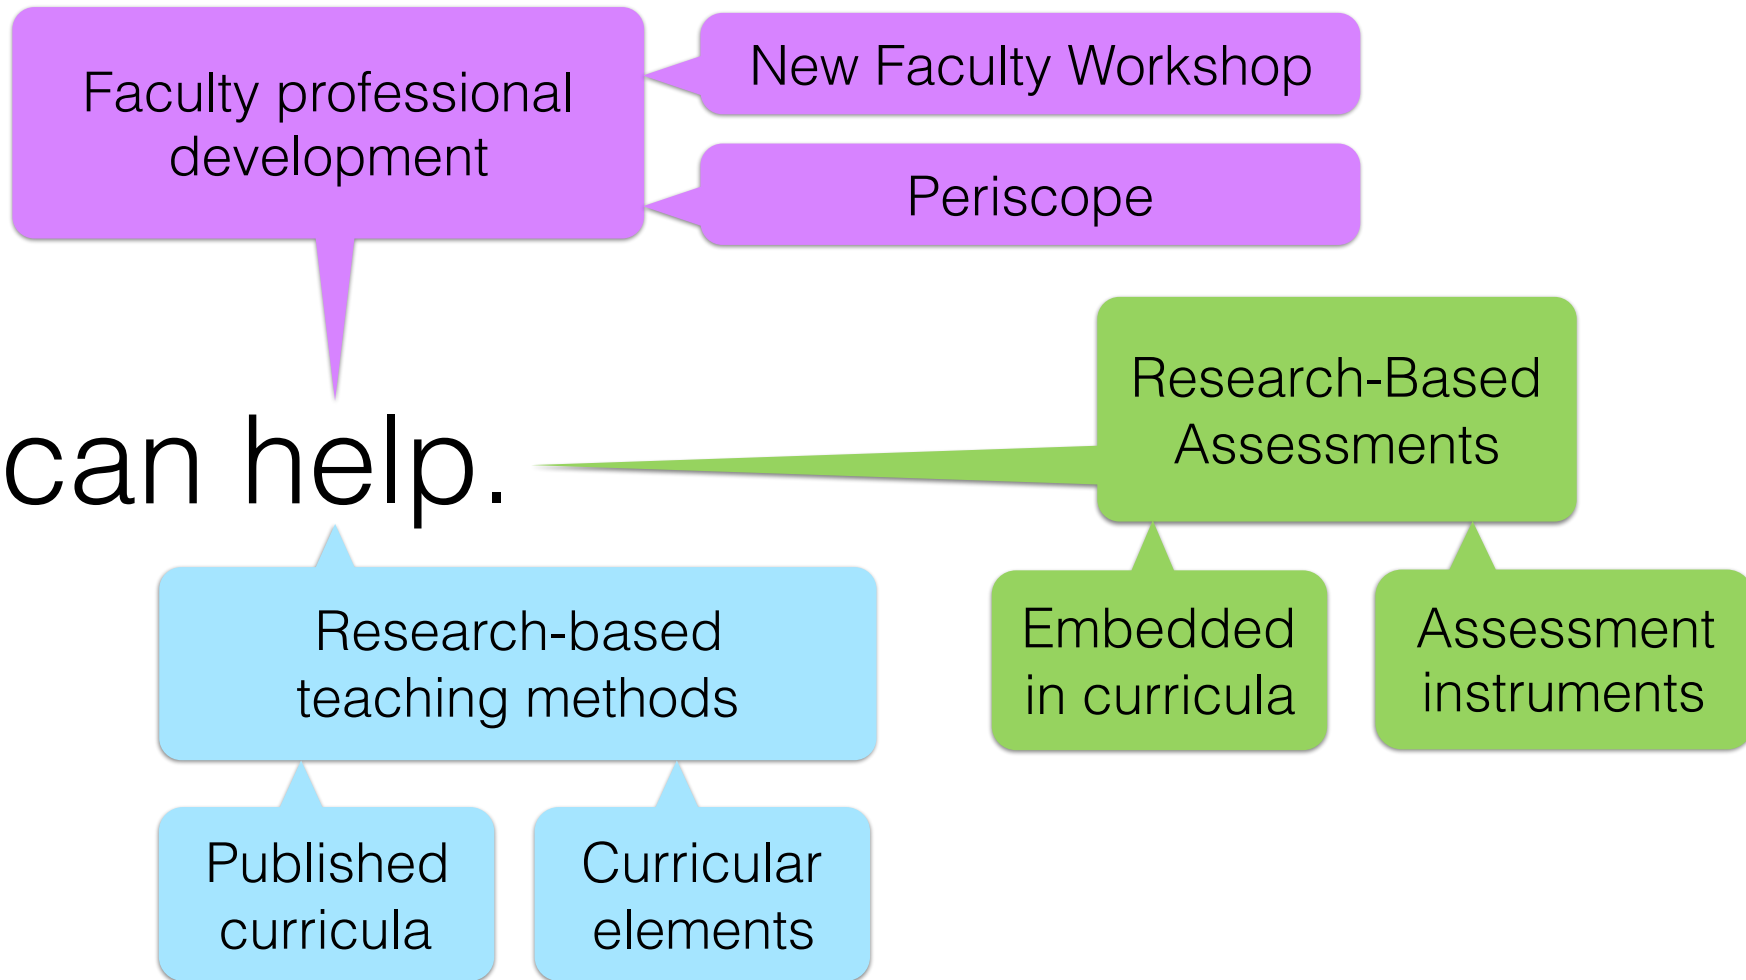 Faculty professional
development
New Faculty Workshop
Periscope
can help.
Research-Based
Assessments
Embedded
in curricula
Assessment
instruments
Research-based
teaching methods
Published
curricula
Curricular
elements